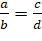 a/b = c/d